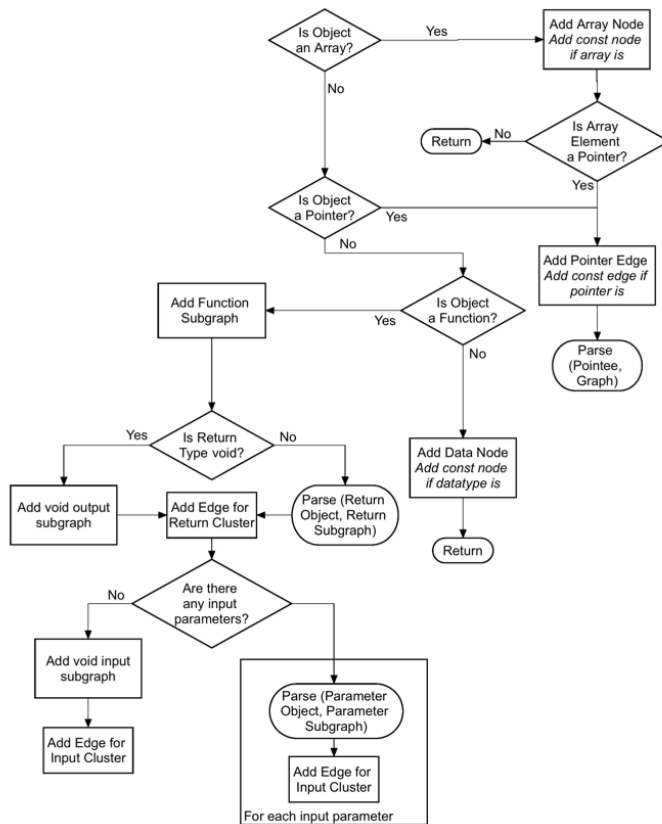 Is Object
an Array?
Yes
Add Array Node
Add const node
if array is
No
Is Array
Element
a Pointer?
No
Return
Yes
Is Object
a Pointer?
Yes
No
Add Pointer Edge
Add const edge if
pointer is
Parse
(Pointee,
Graph)
Is Object
a Function?
Yes
Add Function
Subgraph
No
Add Data Node
Add const node
if datatype is
Return
Is Return
Type void?
Yes
No
Add void output
subgraph
Add Edge for
Return Cluster
Parse (Return
Object, Return
Subgraph)
Are there
any input
parameters?
No
Add void input
subgraph
Add Edge for
Input Cluster
Parse (Parameter
Object, Parameter
Subgraph)
Add Edge for
Input Cluster
For each input parameter